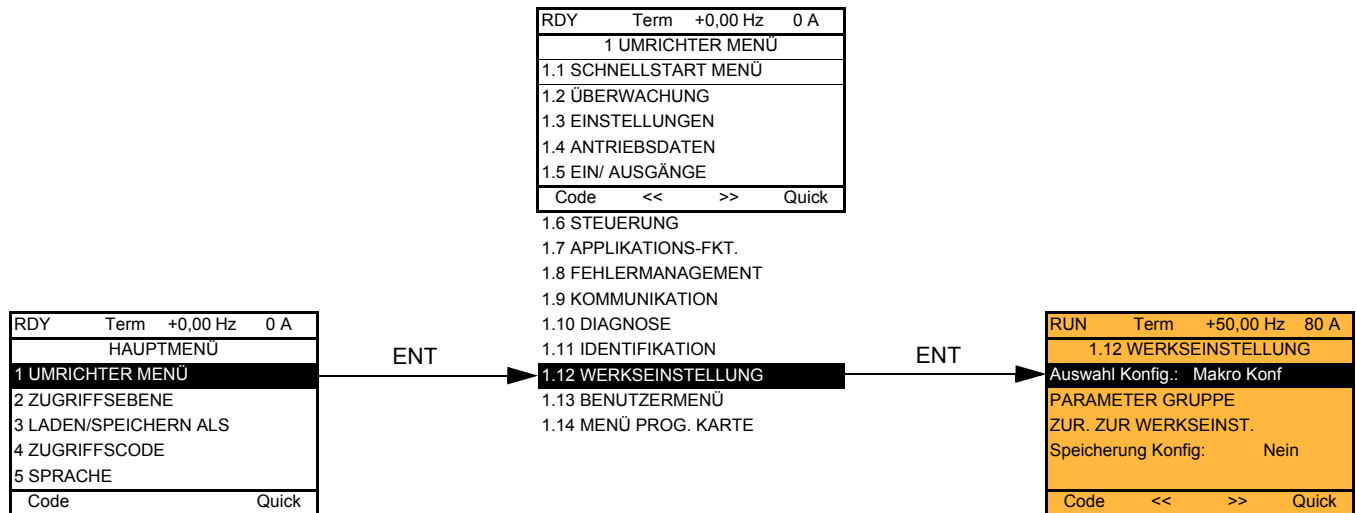 RDY Term +0,00 Hz 0 A
1 UMRICHTER MENÜ
1.1 SCHNELLSTART MENÜ
1.2 ÜBERWACHUNG
1.3 EINSTELLUNGEN
1.4 ANTRIEBSDATEN
1.5 EIN/ AUSGÄNGE
Code << >> Quick
1.6 STEUERUNG
1.7 APPLIKATIONS-FKT.
1.8 FEHLERMANAGEMENT
1.9 KOMMUNIKATION
1.10 DIAGNOSE
1.11 IDENTIFIKATION
1.12 WERKSEINSTELLUNG
1.13 BENUTZERMENÜ
1.14 MENÜ PROG. KARTE
RDY Term +0,00 Hz 0 A
HAUPTMENÜ
1 UMRICHTER MENÜ
2 ZUGRIFFSEBENE
3 LADEN/SPEICHERN ALS
4 ZUGRIFFSCODE
5 SPRACHE
Code Quick
ENT
ENT
RUN Term +50,00 Hz 80 A
1.12 WERKSEINSTELLUNG
Auswahl Konfig.: Makro Konf
PARAMETER GRUPPE
ZUR. ZUR WERKSEINST.
Speicherung Konfig: Nein
Code << >> Quick